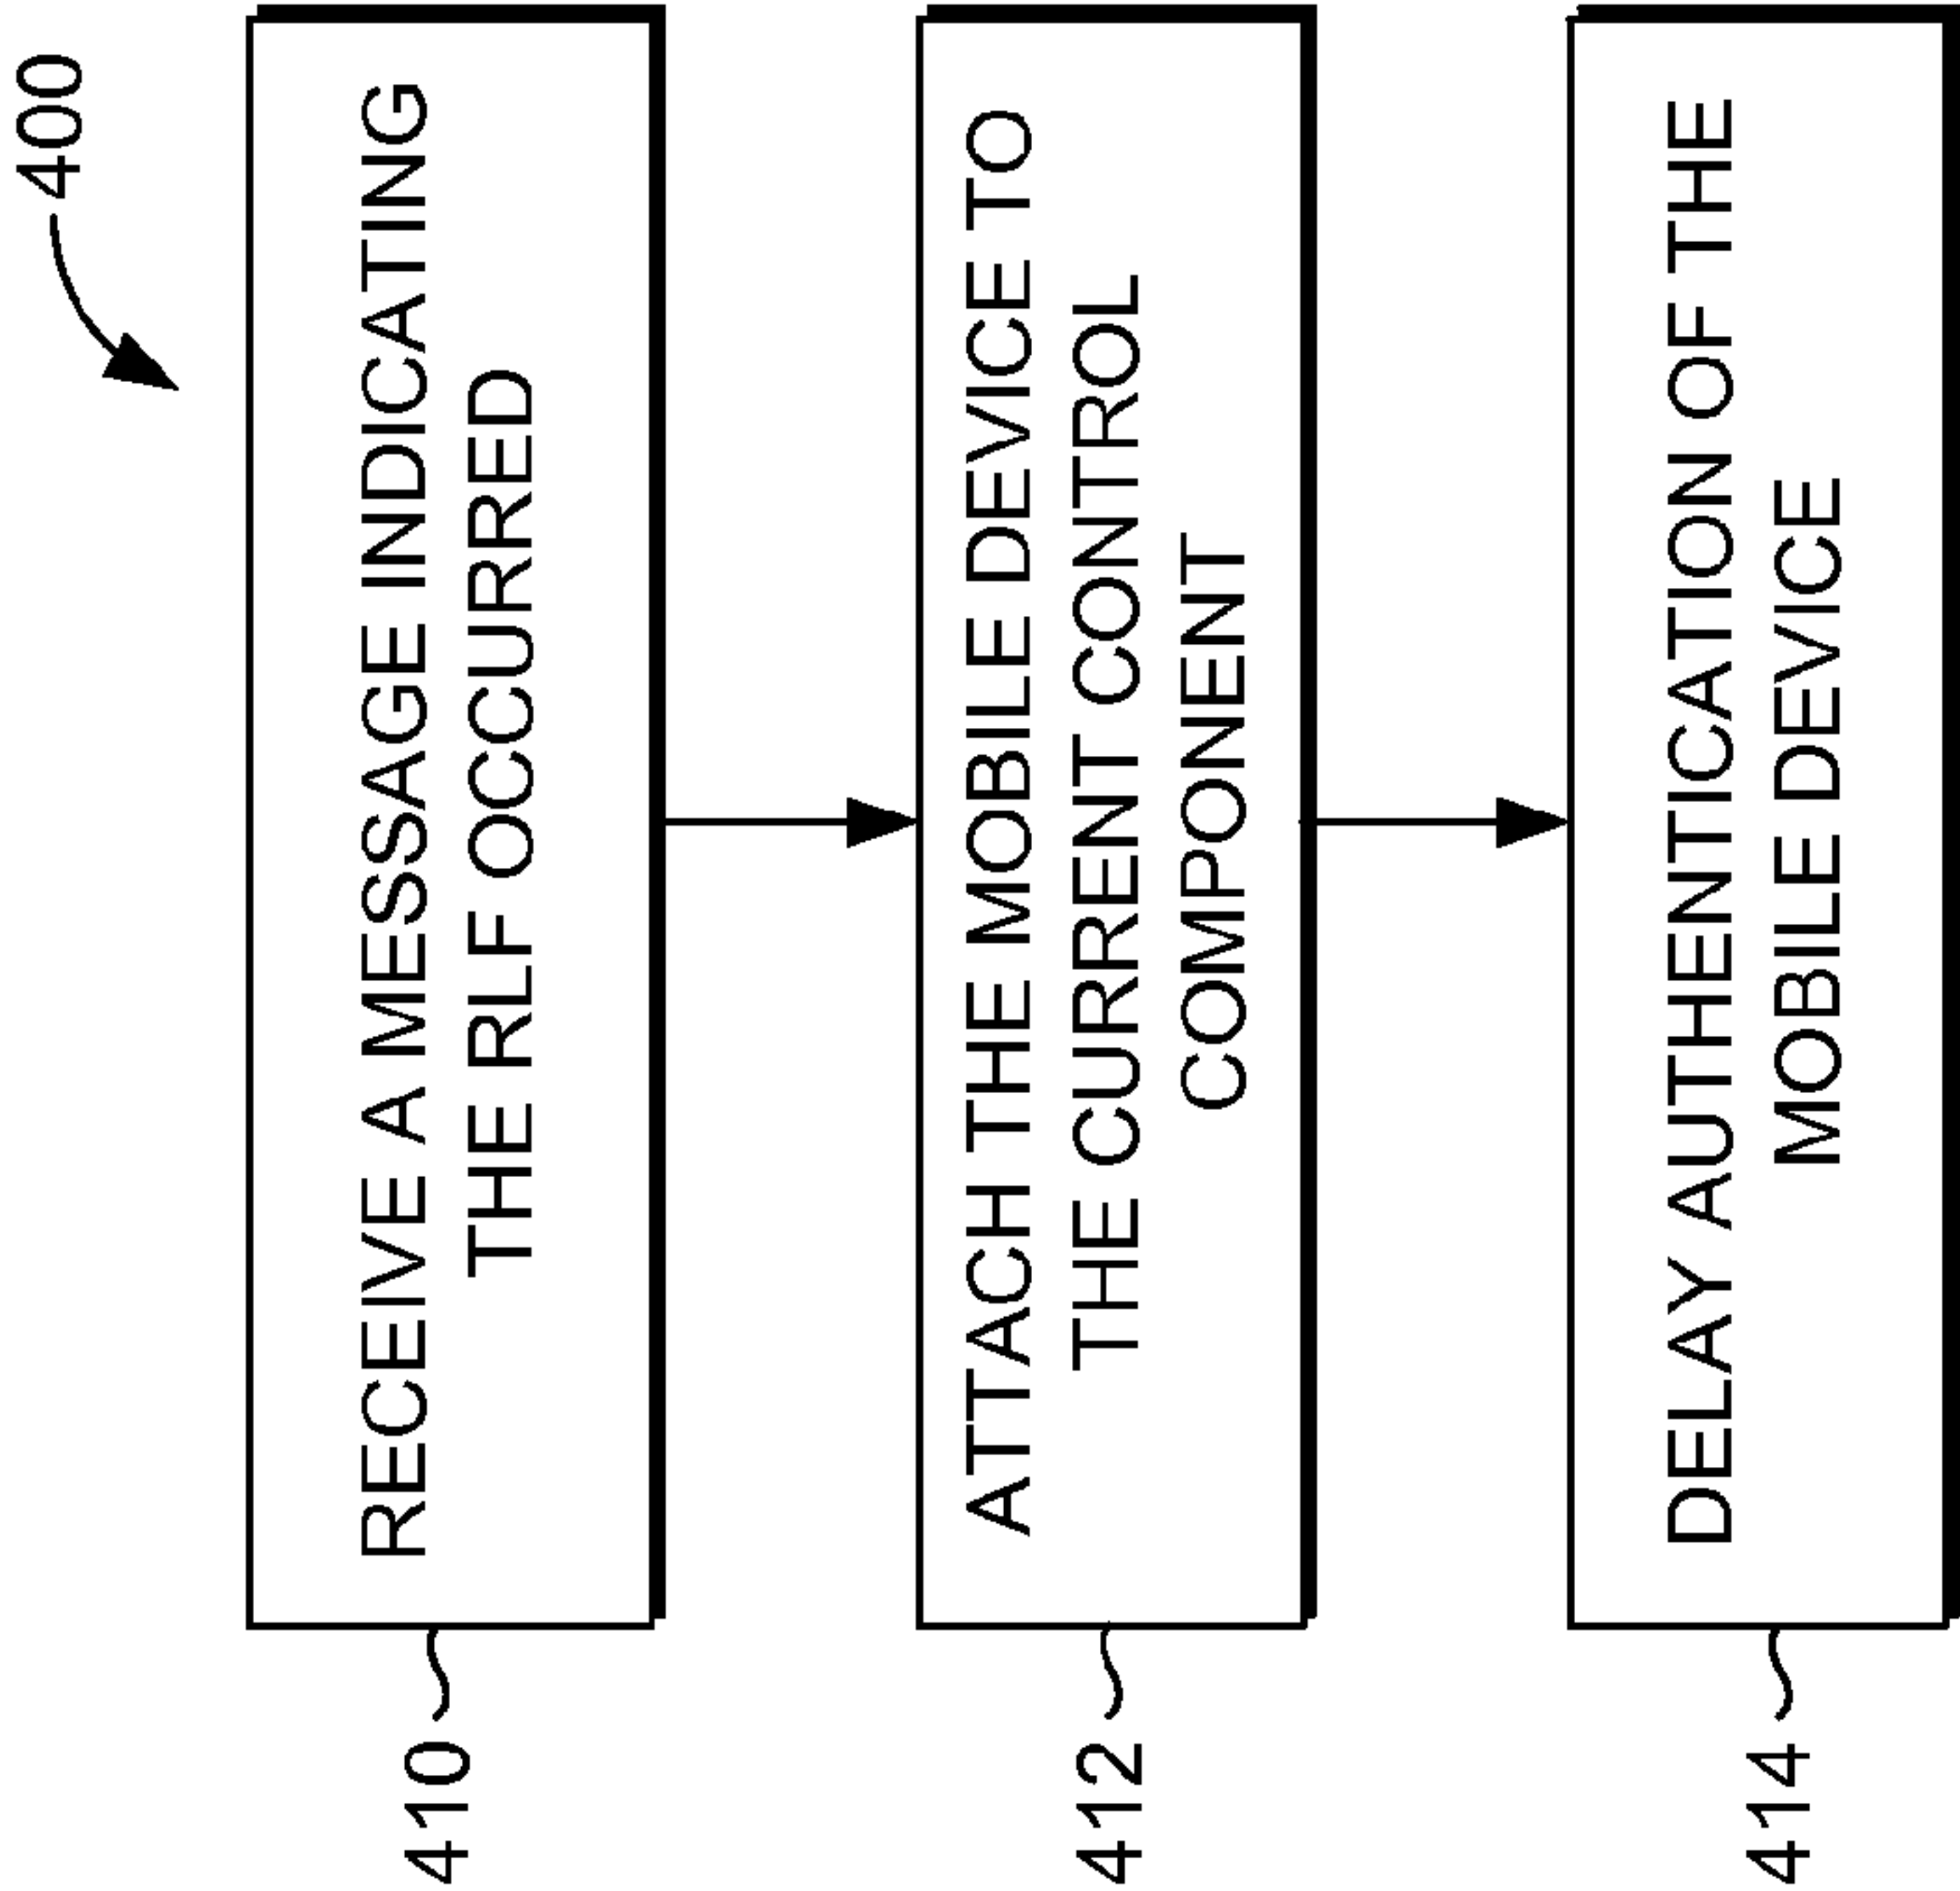 400
410
RECEIVE A MESSAGE INDICATING
THE RLF OCCURRED
412
ATTACH THE MOBILE DEVICE TO
THE CURRENT CONTROL
COMPONENT
414
DELAY AUTHENTICATION OF THE
MOBILE DEVICE